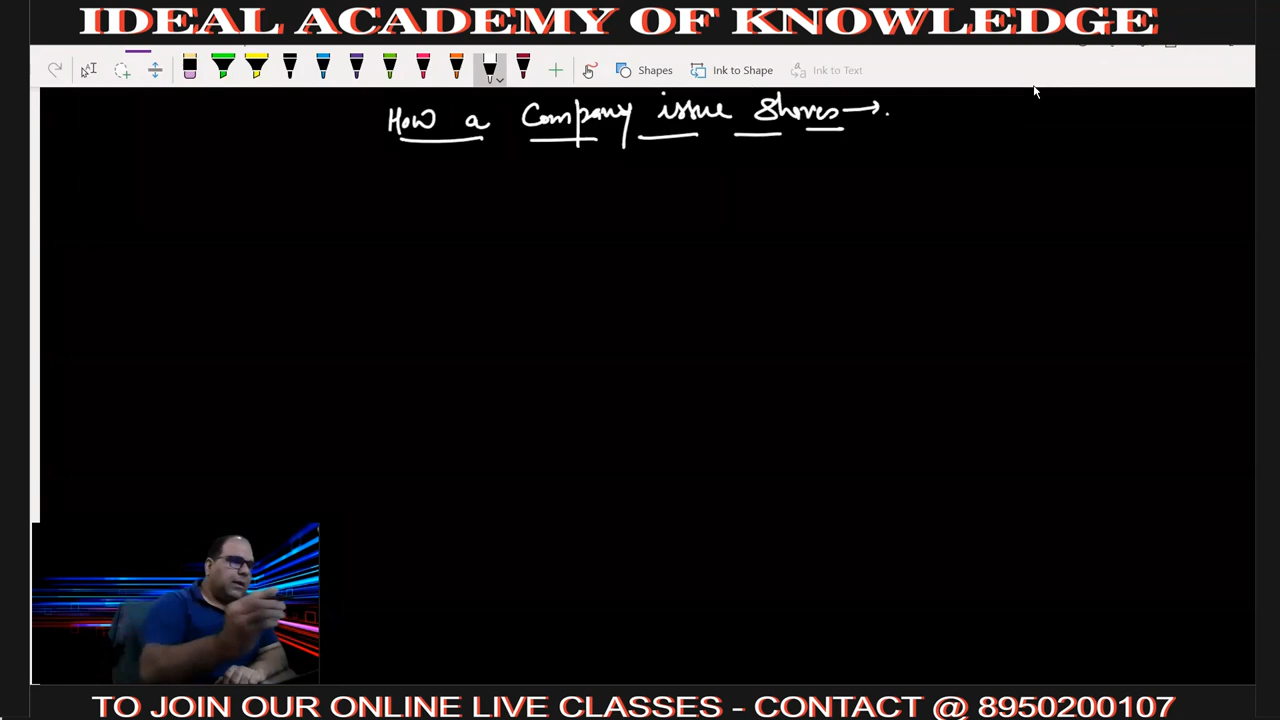 IDEAL ACADEMY OF KNOWLEDGE
Shapes Ink to Shape Ink to Text
How a Company issue Shares →.
TO JOIN OUR ONLINE LIVE CLASSES - CONTACT @ 8950200107